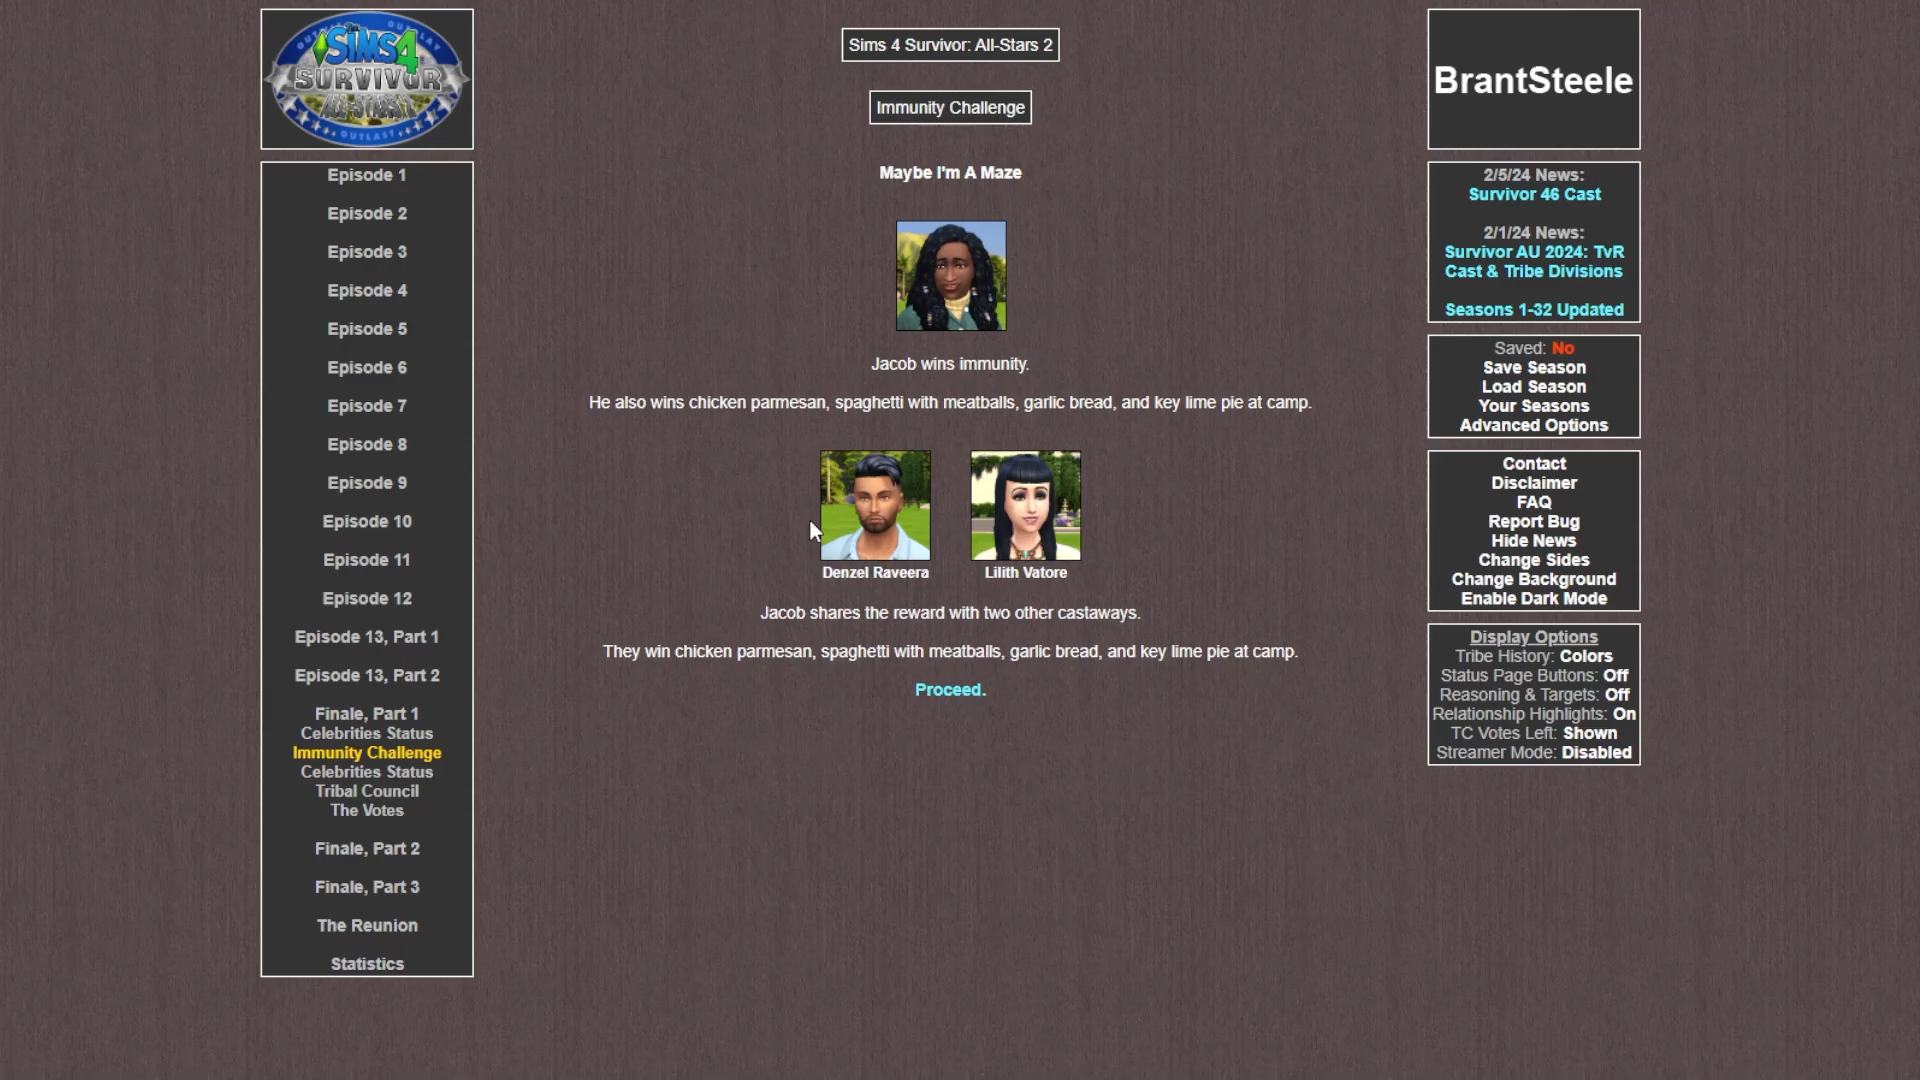 The
SiMS 4
SURVIVOR
ALL-STARS 2
OUTLAST
Episode 1
Episode 2
Episode 3
Episode 4
Episode 5
Episode 6
Episode 7
Episode 8
Episode 9
Episode 10
Episode 11
Episode 12
Episode 13, Part 1
Episode 13, Part 2
Finale, Part 1
Celebrities Status
Immunity Challenge
Celebrities Status
Tribal Council
The Votes
Finale, Part 2
Finale, Part 3
The Reunion
Statistics
Sims 4 Survivor: All-Stars 2
Immunity Challenge
Maybe I'm A Maze
Jacob wins immunity.
He also wins chicken parmesan, spaghetti with meatballs, garlic bread, and key lime pie at camp.
Denzel Raveera
Lilith Vatore
Jacob shares the reward with two other castaways.
They win chicken parmesan, spaghetti with meatballs, garlic bread, and key lime pie at camp.
Proceed.
BrantSteele
2/5/24 News:
Survivor 46 Cast
2/1/24 News:
Survivor AU 2024: TvR
Cast & Tribe Divisions
Seasons 1-32 Updated
Saved: No
Save Season
Load Season
Your Seasons
Advanced Options
Contact
Disclaimer
FAQ
Report Bug
Hide News
Change Sides
Change Background
Enable Dark Mode
Display Options
Tribe History: Colors
Status Page Buttons: Off
Reasoning & Targets: Off
Relationship Highlights: On
TC Votes Left: Shown
Streamer Mode: Disabled